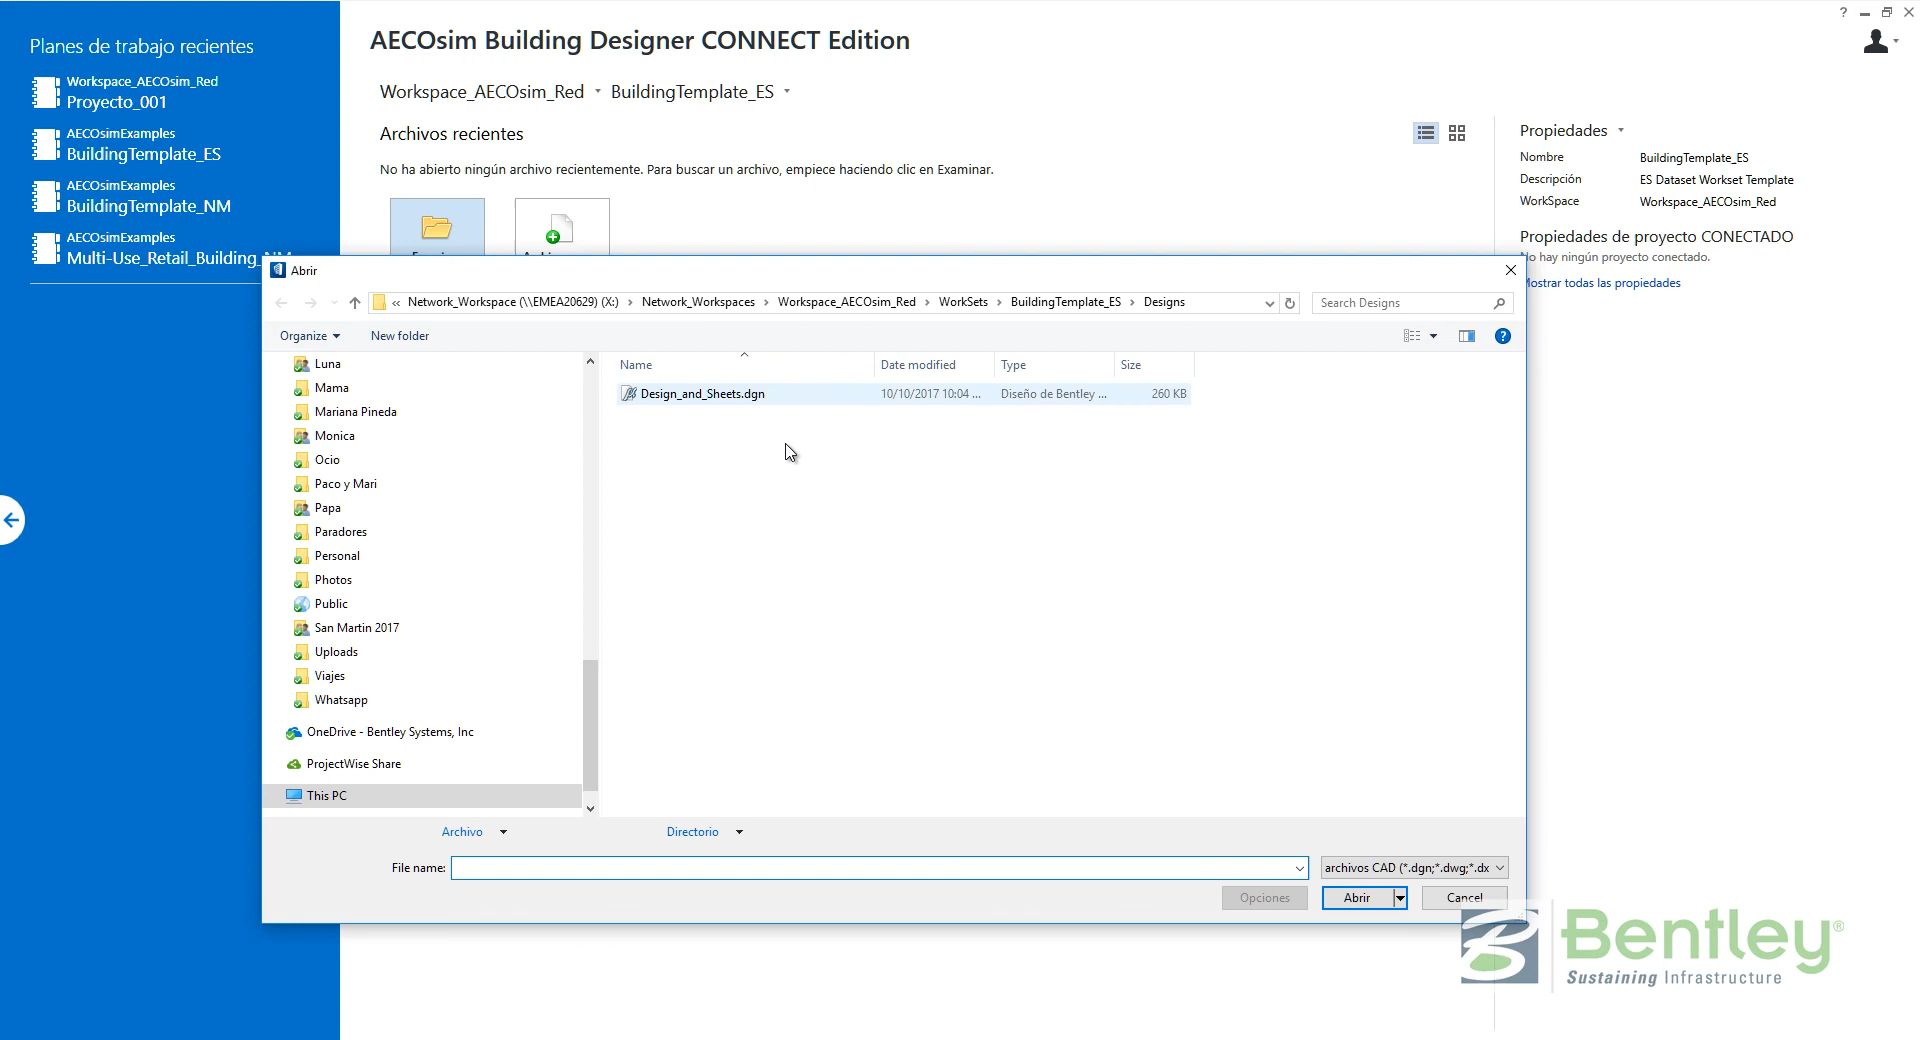 ?
Planes de trabajo recientes
Workspace_AECOsim_Red
Proyecto_001
AECOsimExamples
BuildingTemplate_ES
AECOsimExamples
BuildingTemplate_NM
AECOsimExamples
Multi-Use_Retail_Building_NM
AECOsim Building Designer CONNECT Edition
Workspace_AECOsim_Red BuildingTemplate_ES
Archivos recientes
No ha abierto ningún archivo recientemente. Para buscar un archivo, empiece haciendo clic en Examinar.
Propiedades
Nombre BuildingTemplate_ES
Descripción ES Dataset Workset Template
WorkSpace Workspace_AECOsim_Red
Propiedades de proyecto CONECTADO
No hay ningún proyecto conectado.
Mostrar todas las propiedades
Abrir
« Network_Workspace (\\EMEA20629) (X:) › Network_Workspaces › Workspace_AECOsim_Red › WorkSets › BuildingTemplate_ES › Designs
Search Designs
Organize New folder
?
Luna
Mama
Mariana Pineda
Monica
Ocio
Paco y Mari
Papa
Paradores
Personal
Photos
Public
San Martin 2017
Uploads
Viajes
Whatsapp
OneDrive - Bentley Systems, Inc
ProjectWise Share
This PC
Name Date modified Type Size
Design_and_Sheets.dgn 10/10/2017 10:04 ... Diseño de Bentley ... 260 KB
Archivo Directorio
File name:
archivos CAD (*.dgn;*.dwg;*.dx
Opciones Abrir Cancel
Bentley®
Sustaining Infrastructure